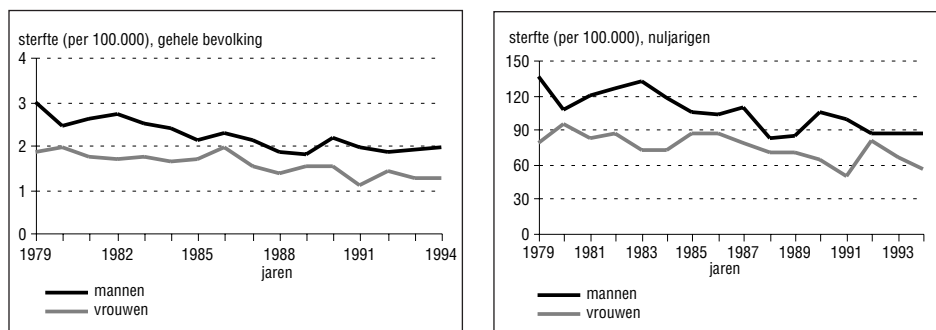 sterfte (per 100.000), gehele bevolking
4
3
2
1
0
1979 1982 1985 1988 1991 1994
jaren
mannen
vrouwen
sterfte (per 100.000), nuljarigen
150
120
90
60
30
0
1979 1981 1983 1985 1987 1989 1991 1993
jaren
mannen
vrouwen